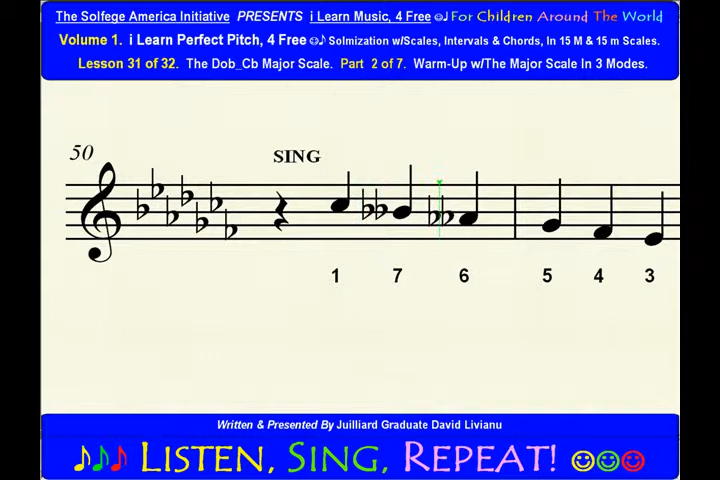 The Solfege America Initiative PRESENTS i Learn Music, 4 Free ☺♩ For Children Around The World
Volume 1. i Learn Perfect Pitch, 4 Free ☺♪ Solmization w/Scales, Intervals & Chords, In 15 M & 15 m Scales.
Lesson 31 of 32. The Dob_Cb Major Scale. Part 2 of 7. Warm-Up w/The Major Scale In 3 Modes.
50
SING
1 7 6 5 4 3
Written & Presented By Juilliard Graduate David Livianu
♪♪♪ LISTEN, SING, REPEAT! ☺☺☺